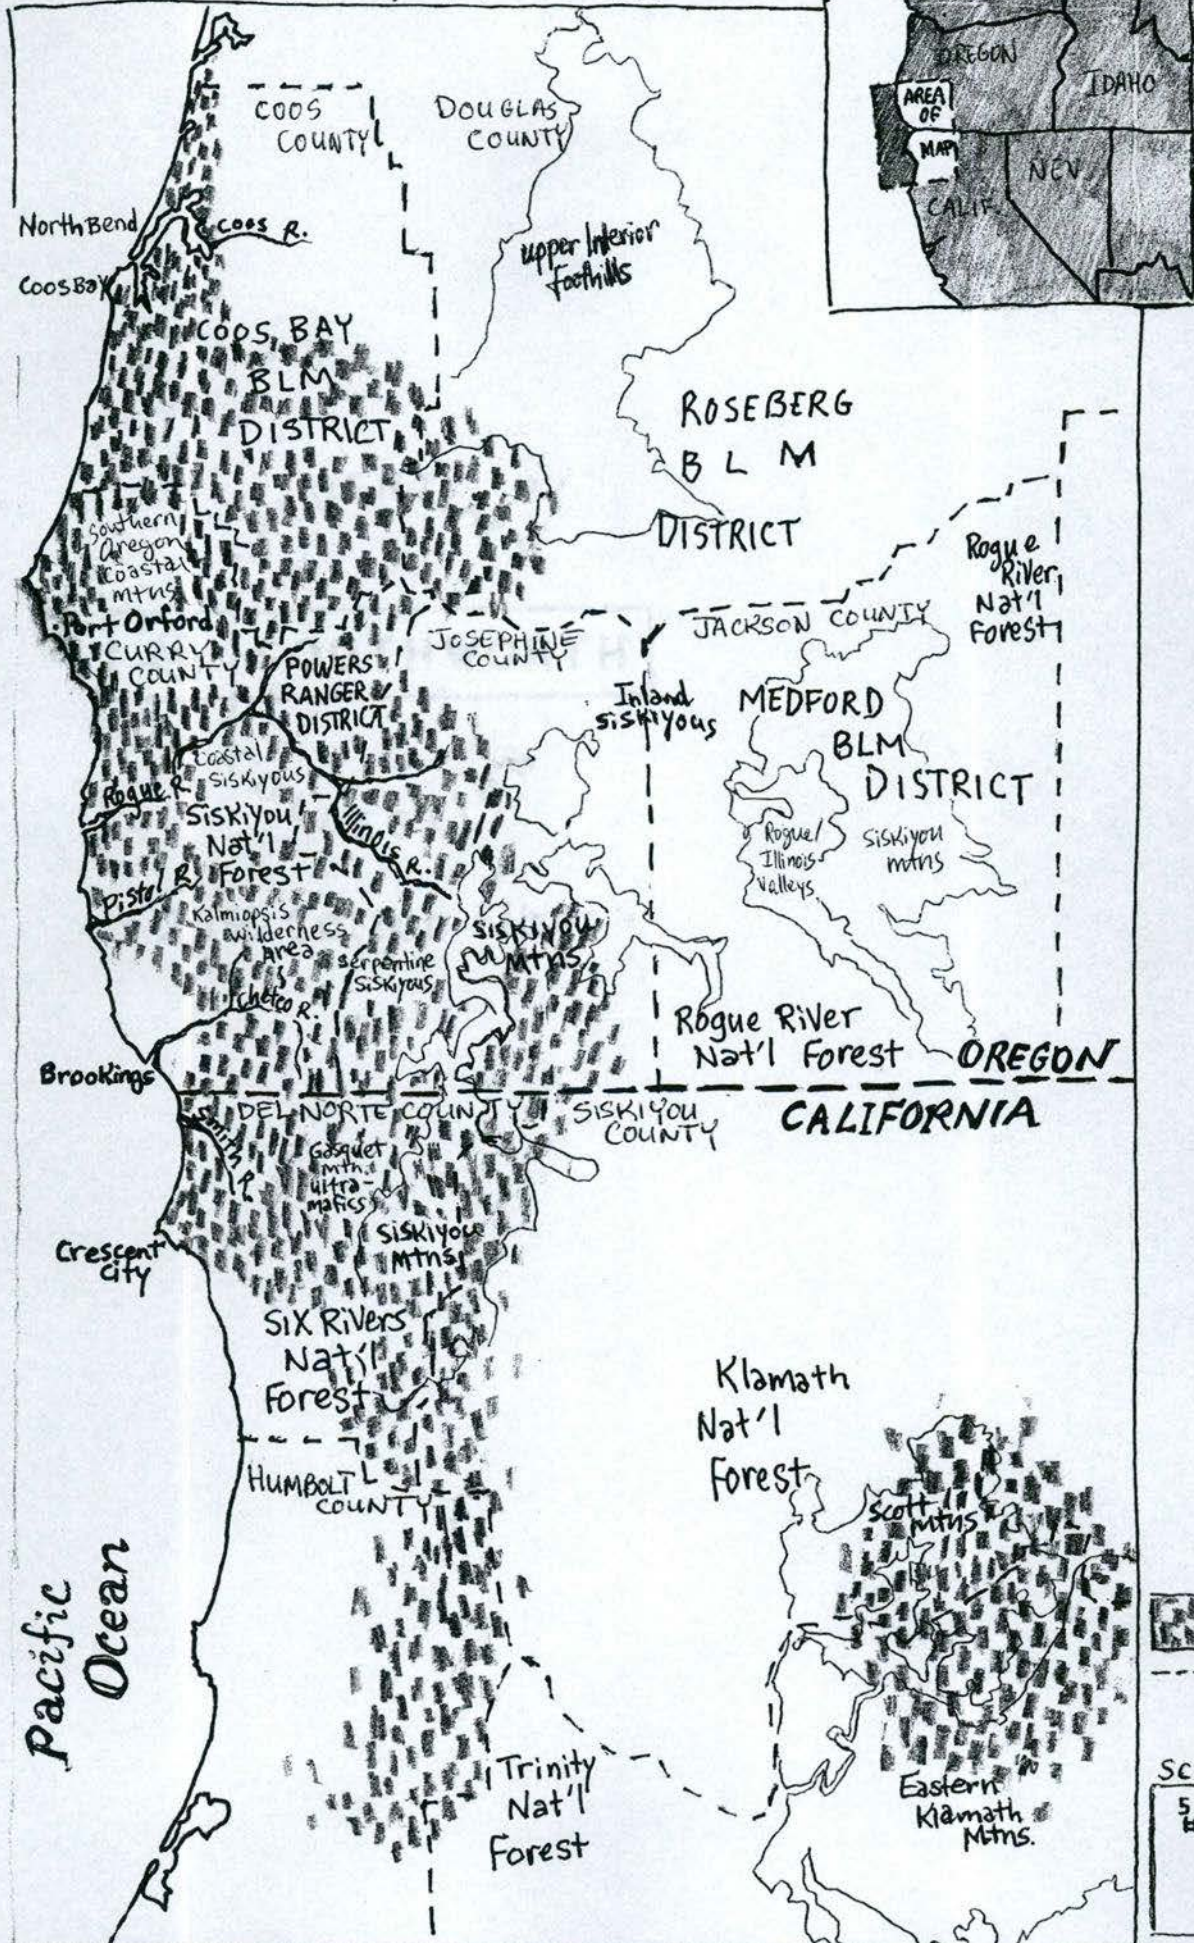 OREGON
IDAHO
AREA
OF
MAP
NEV
CALIF.
COOS
COUNTY
DOUGLAS
COUNTY
North Bend
Coos R.
Coos Bay
upper Interior
Foothills
COOS BAY
BLM
DISTRICT
ROSEBERG
BLM
DISTRICT
Southern
Oregon
Coastal
mtns
Port Orford
CURRY
COUNTY
POWERS
RANGER
DISTRICT
JOSEPHINE
COUNTY
JACKSON COUNTY
Rogue
River
Nat'l
Forest
Inland
Siskiyous
MEDFORD
BLM
DISTRICT
Coastal
Siskiyous
Rogue R.
Siskiyou
Nat'l
Forest
Illinois R.
Rogue/
Illinois
Valleys
Siskiyou
mtns
Pistol R.
Kalmiopsis
Wilderness
Area
Serpentine
Siskiyous
Siskiyou
Mtns
Chetco R.
Rogue River
Nat'l Forest
OREGON
Brookings
DEL NORTE COUNTY
SISKIYOU
COUNTY
CALIFORNIA
Smith R.
Gasquet
mtn.
ultra-
mafics
Siskiyou
Mtns
Crescent
City
Six Rivers
Nat'l
Forest
Klamath
Nat'l
Forest
HUMBOLT
COUNTY
Scott
Mtns
Pacific
Ocean
Trinity
Nat'l
Forest
Eastern
Klamath
Mtns.
SC
5